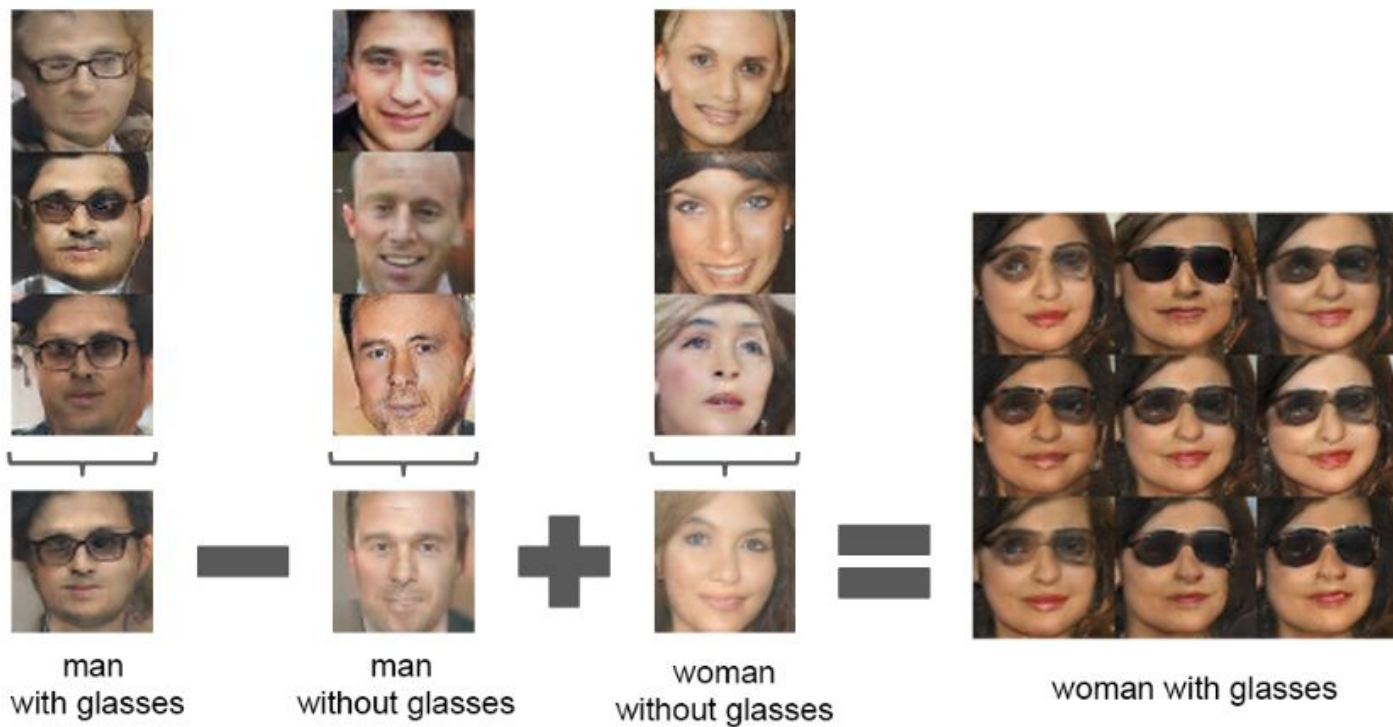 man
with glasses
man
without glasses
woman
without glasses
woman with glasses